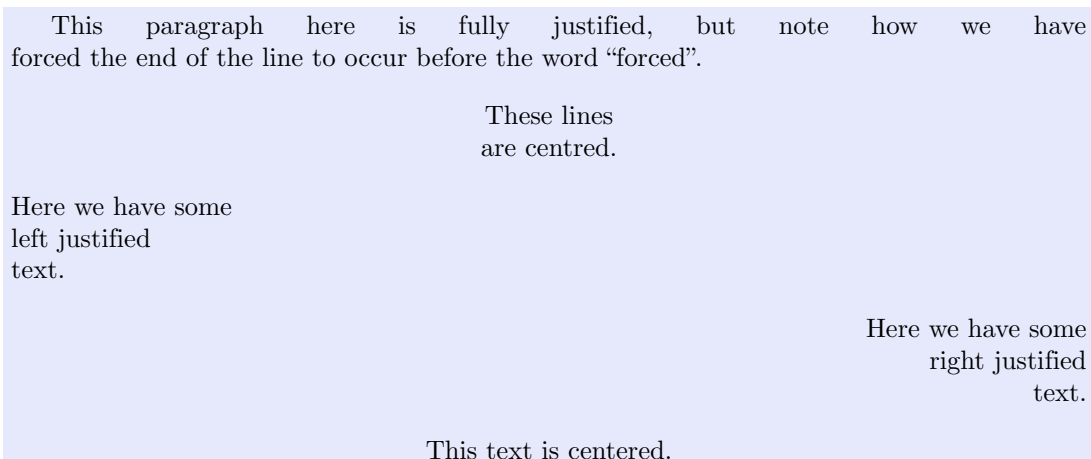 This paragraph here is fully justified, but note how we have
forced the end of the line to occur before the word “forced”.
These lines
are centred.
Here we have some
left justified
text.
Here we have some
right justified
text.
This text is centered.